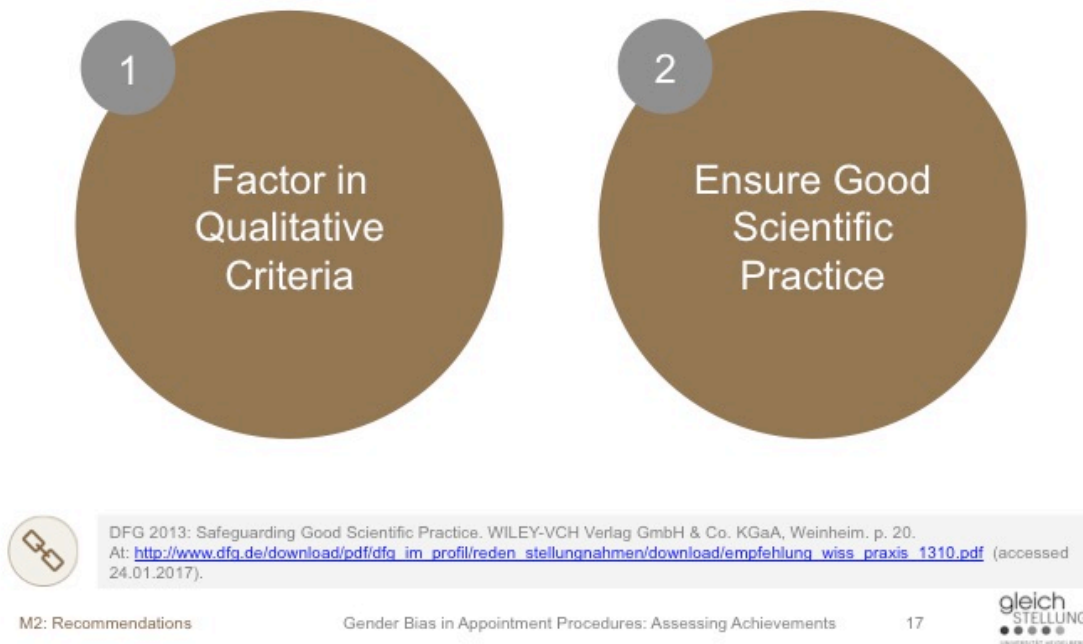 1
Factor in
Qualitative
Criteria
2
Ensure Good
Scientific
Practice
DFG 2013: Safeguarding Good Scientific Practice. WILEY-VCH Verlag GmbH & Co. KGaA, Weinheim. p. 20.
At: http://www.dfg.de/download/pdf/dfg_im_profil/reden_stellungnahmen/download/empfehlung_wiss_praxis_1310.pdf (accessed
24.01.2017).
M2: Recommendations
Gender Bias in Appointment Procedures: Assessing Achievements
17
gleich
STELLUNG